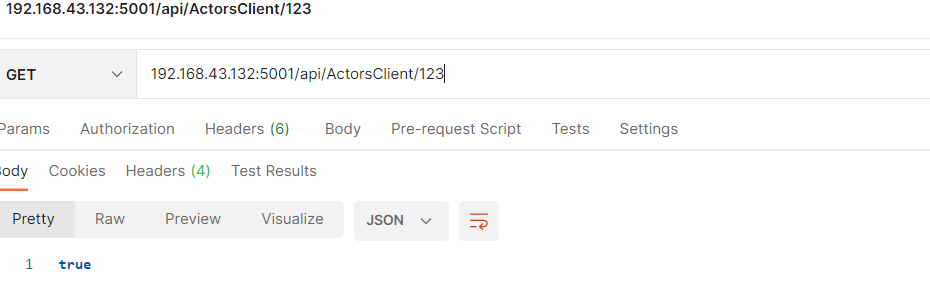 192.168.43.132:5001/api/ActorsClient/123
GET 192.168.43.132:5001/api/ActorsClient/123
Params Authorization Headers (6) Body Pre-request Script Tests Settings
Body Cookies Headers (4) Test Results
Pretty Raw Preview Visualize JSON
1 true